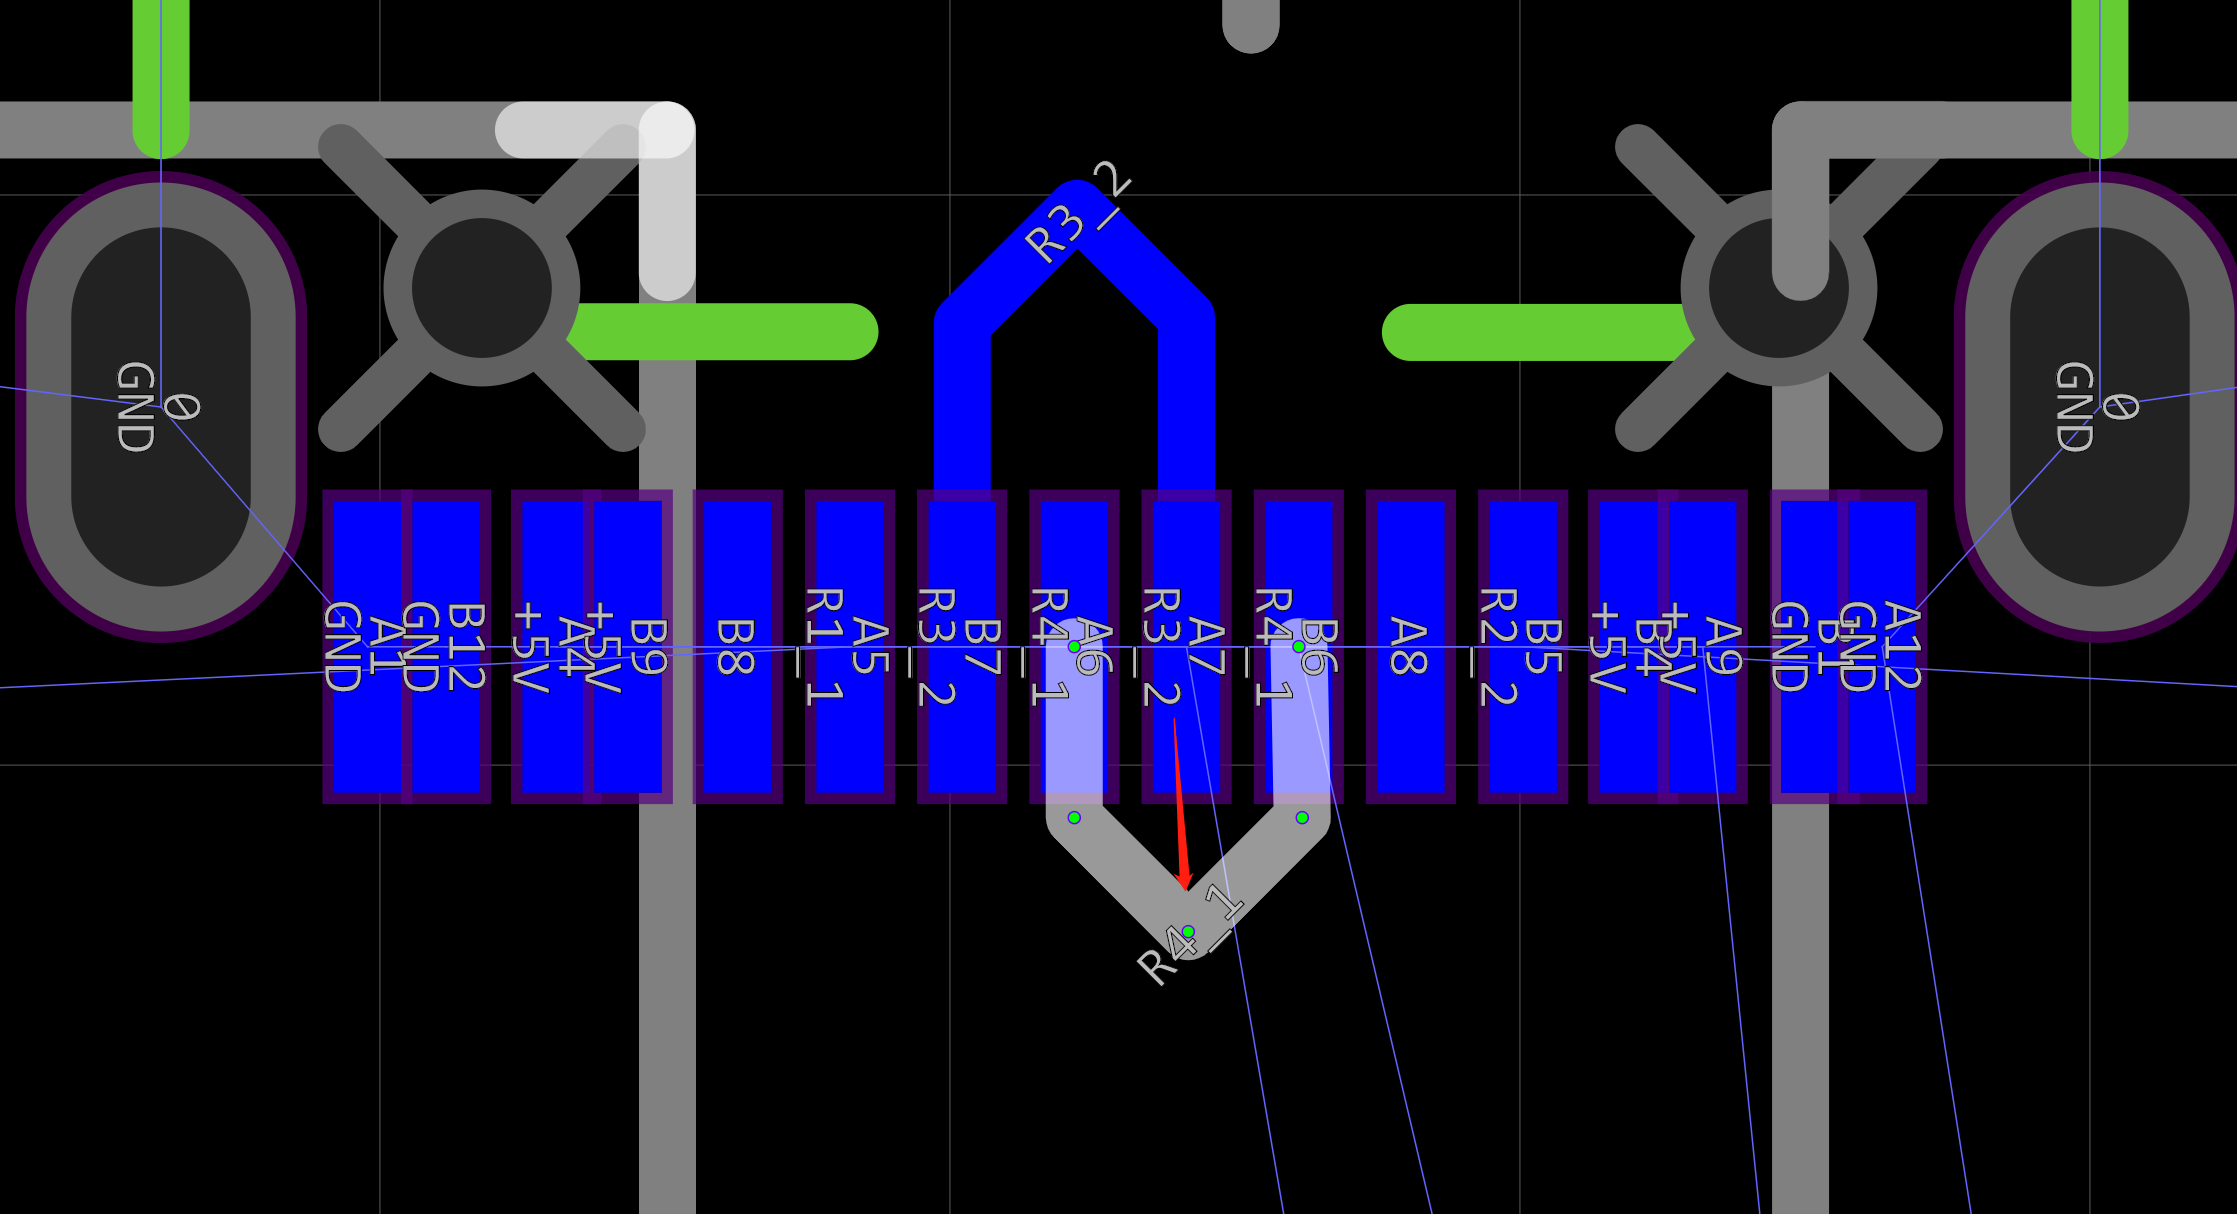 R3_2
0
GND
0
GND
A1
GND
B12
GND
A4
+5V
B9
+5V
B8
A5
R1_1
B7
R3_2
A6
R4_1
A7
R3_2
B6
R4_1
A8
B5
R2_2
B4
+5V
A9
+5V
B1
GND
A12
GND
R4_1